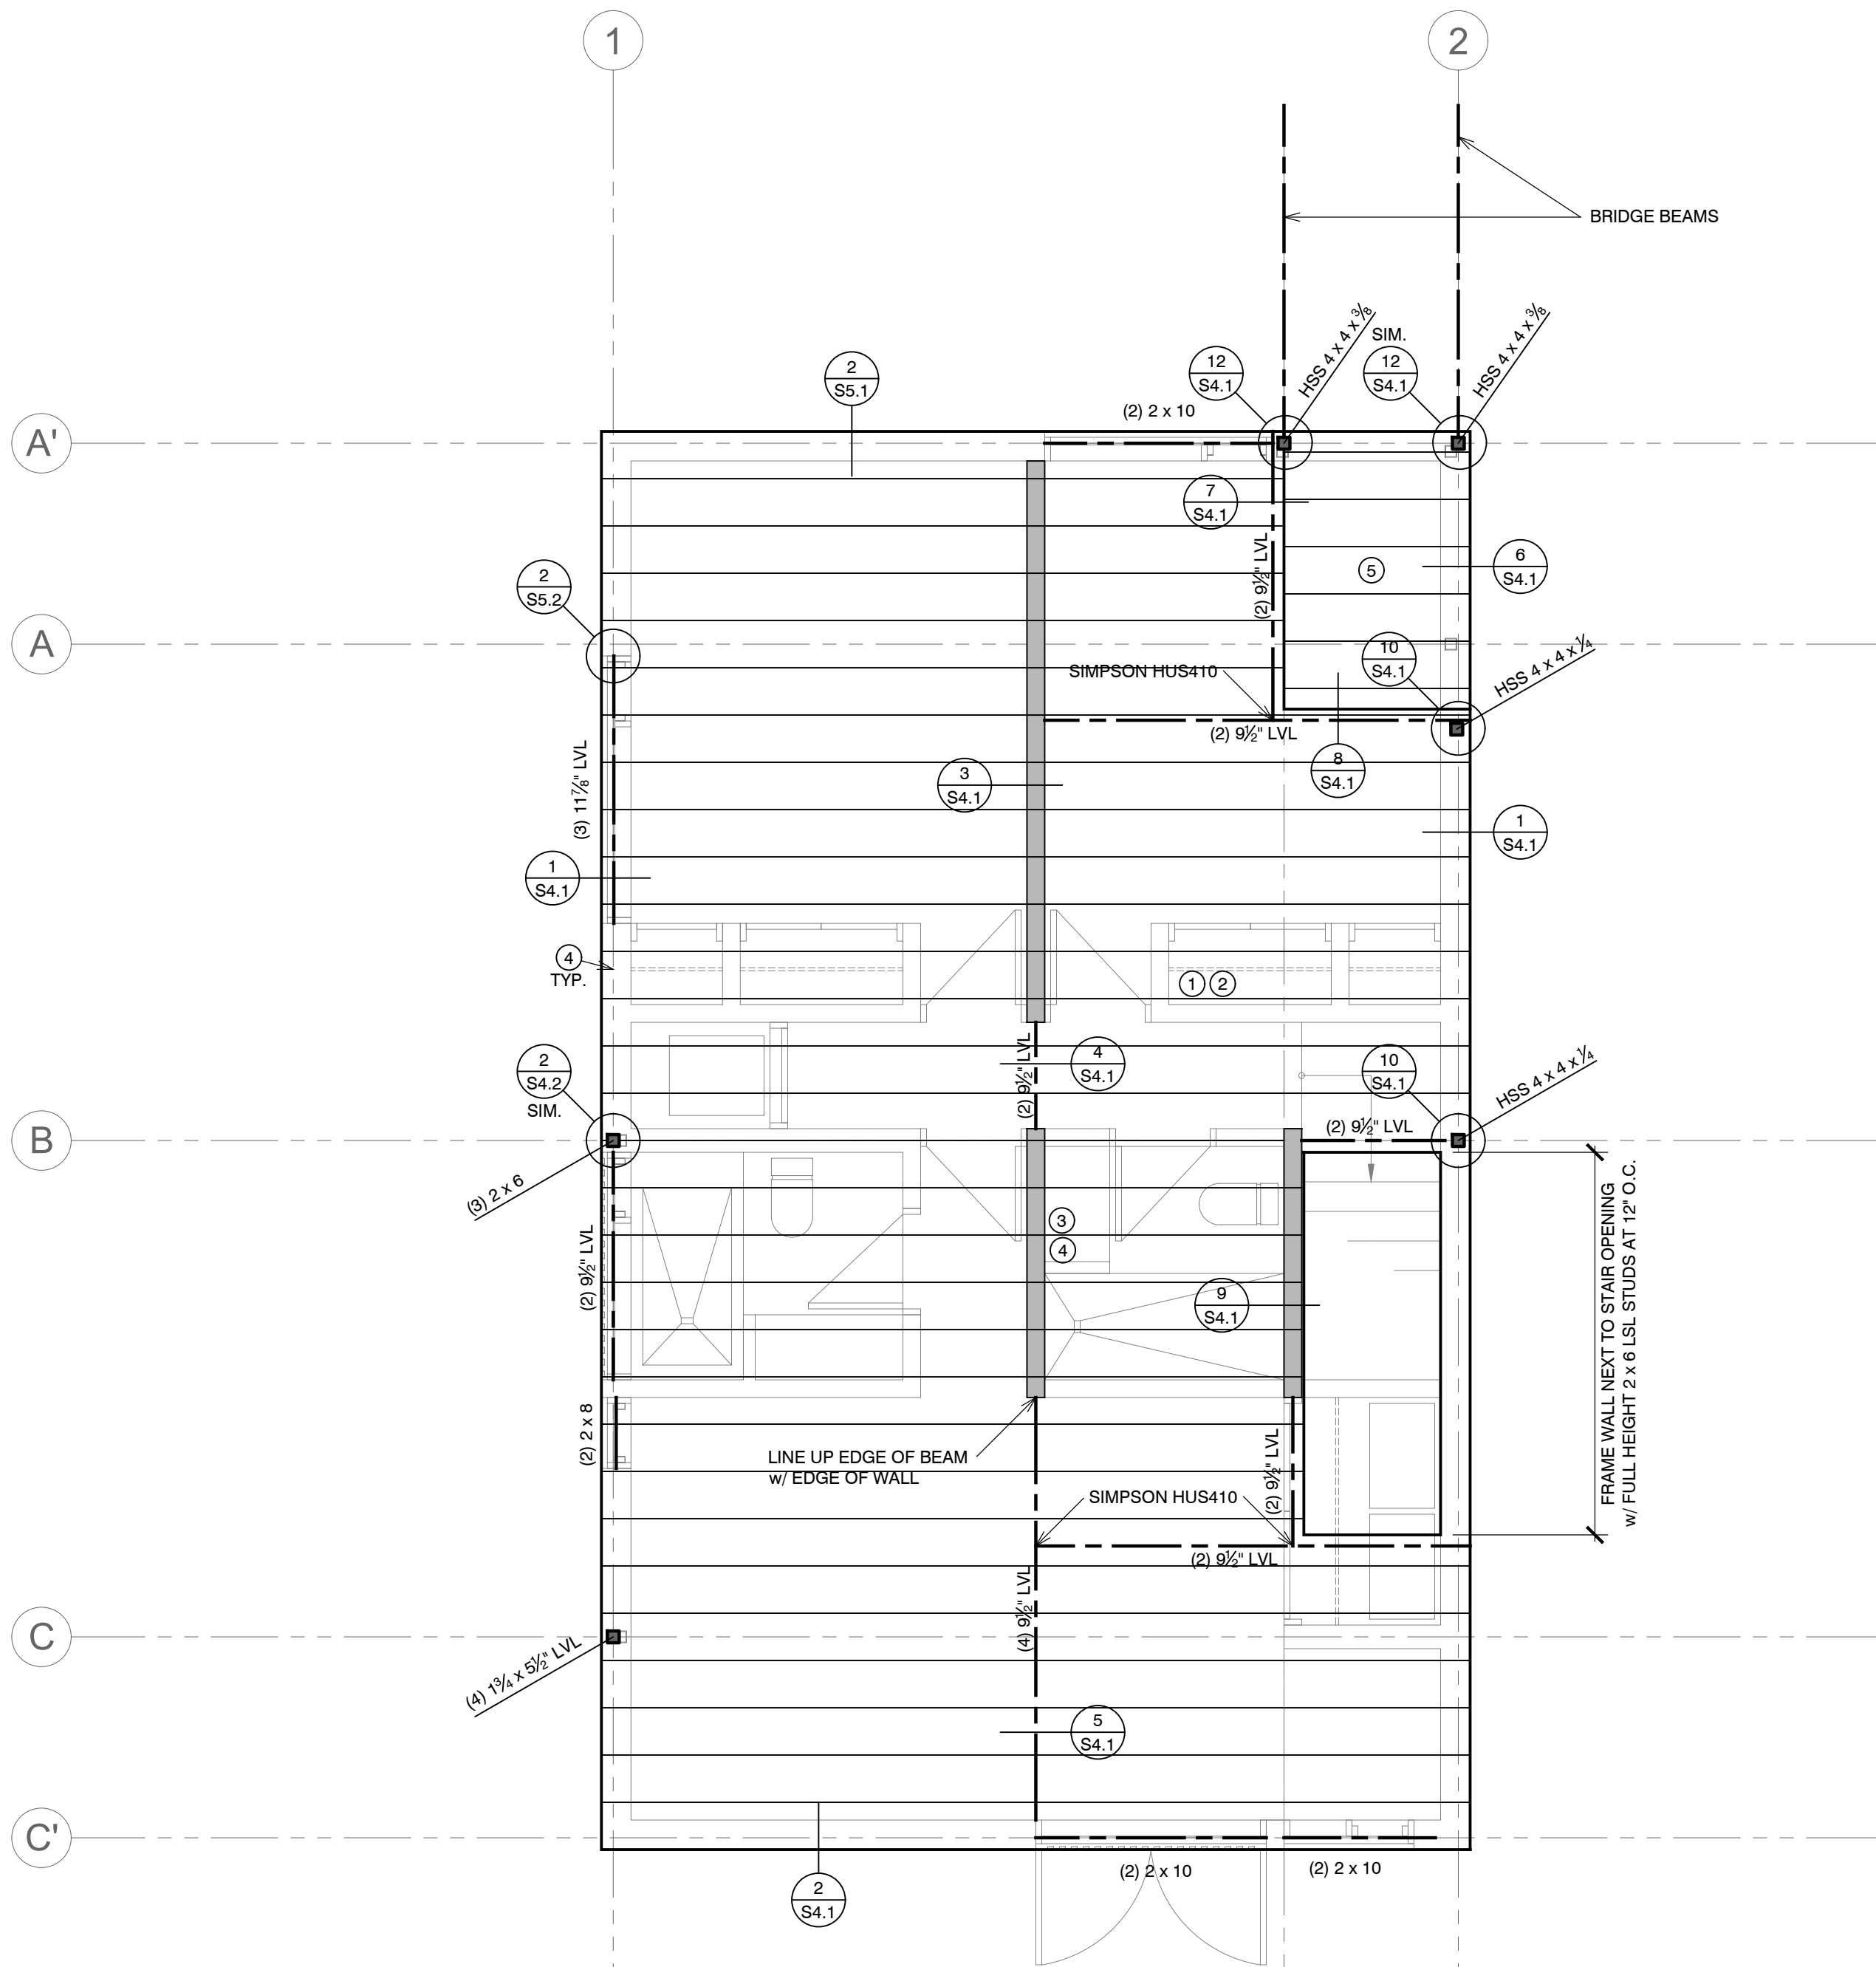 1
2
BRIDGE BEAMS
HSS 4 x 4 x 3⁄8
SIM.
HSS 4 x 4 x 3⁄8
2
S5.1
12
S4.1
12
S4.1
(2) 2 x 10
A'
7
S4.1
(2) 9½" LVL
5
6
S4.1
2
S5.2
A
10
S4.1
HSS 4 x 4 x ¼
SIMPSON HUS410
(2) 9½" LVL
(3) 11⅞" LVL
3
S4.1
8
S4.1
1
S4.1
1
S4.1
4
TYP.
1
2
2
S4.2
SIM.
(2) 9½" LVL
4
S4.1
10
S4.1
HSS 4 x 4 x ¼
B
(2) 9½" LVL
(3) 2 x 6
3
4
(2) 9½" LVL
9
S4.1
FRAME WALL NEXT TO STAIR OPENING
w/ FULL HEIGHT 2 x 6 LSL STUDS AT 12" O.C.
(2) 2 x 8
LINE UP EDGE OF BEAM
w/ EDGE OF WALL
(2) 9½" LVL
SIMPSON HUS410
(2) 9½" LVL
(4) 9½" LVL
C
(4) 1¾ x 5½" LVL
5
S4.1
C'
(2) 2 x 10
(2) 2 x 10
2
S4.1